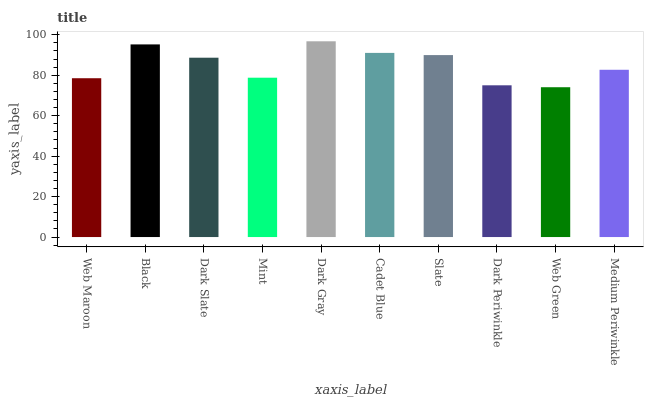 title
yaxis_label
100
80
60
40
20
0
Web Maroon
Black
Dark Slate
Mint
Dark Gray
Cadet Blue
Slate
Dark Periwinkle
Web Green
Medium Periwinkle
xaxis_label